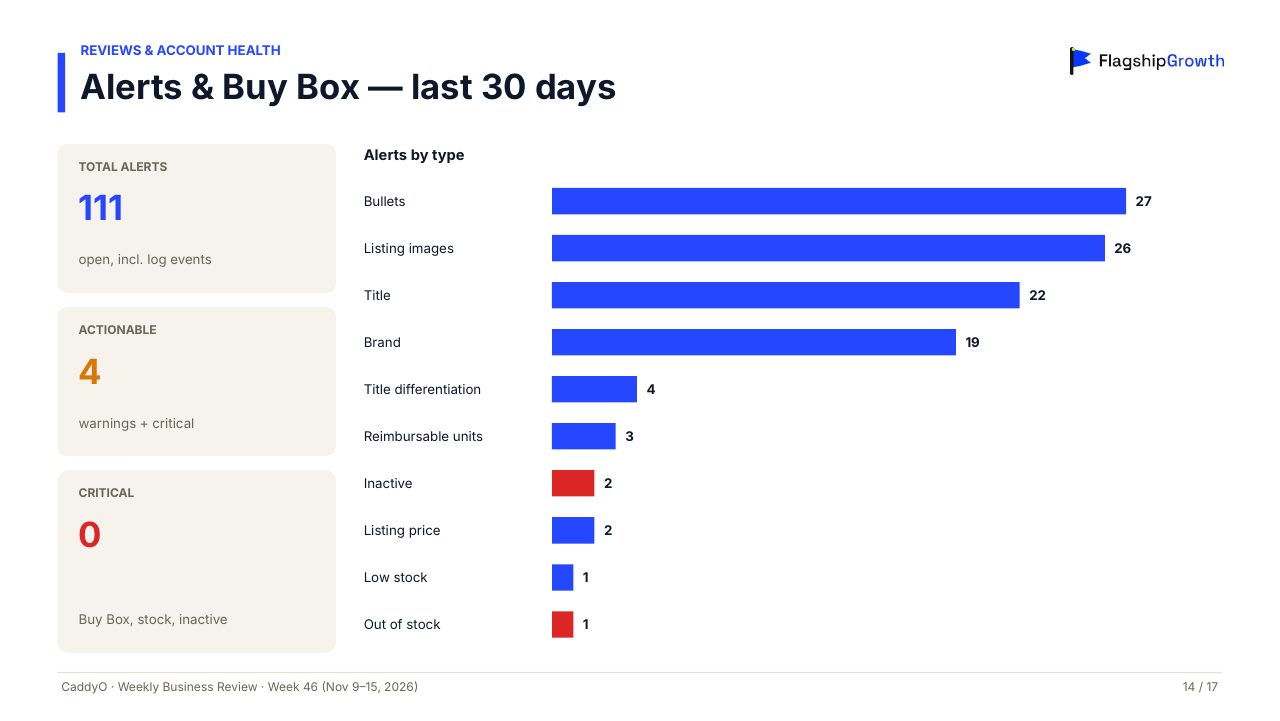 REVIEWS & ACCOUNT HEALTH
Alerts & Buy Box — last 30 days
FlagshipGrowth
TOTAL ALERTS
111
open, incl. log events
ACTIONABLE
4
warnings + critical
CRITICAL
0
Buy Box, stock, inactive
Alerts by type
Bullets 27
Listing images 26
Title 22
Brand 19
Title differentiation 4
Reimbursable units 3
Inactive 2
Listing price 2
Low stock 1
Out of stock 1
CaddyO · Weekly Business Review · Week 46 (Nov 9–15, 2026)
14 / 17